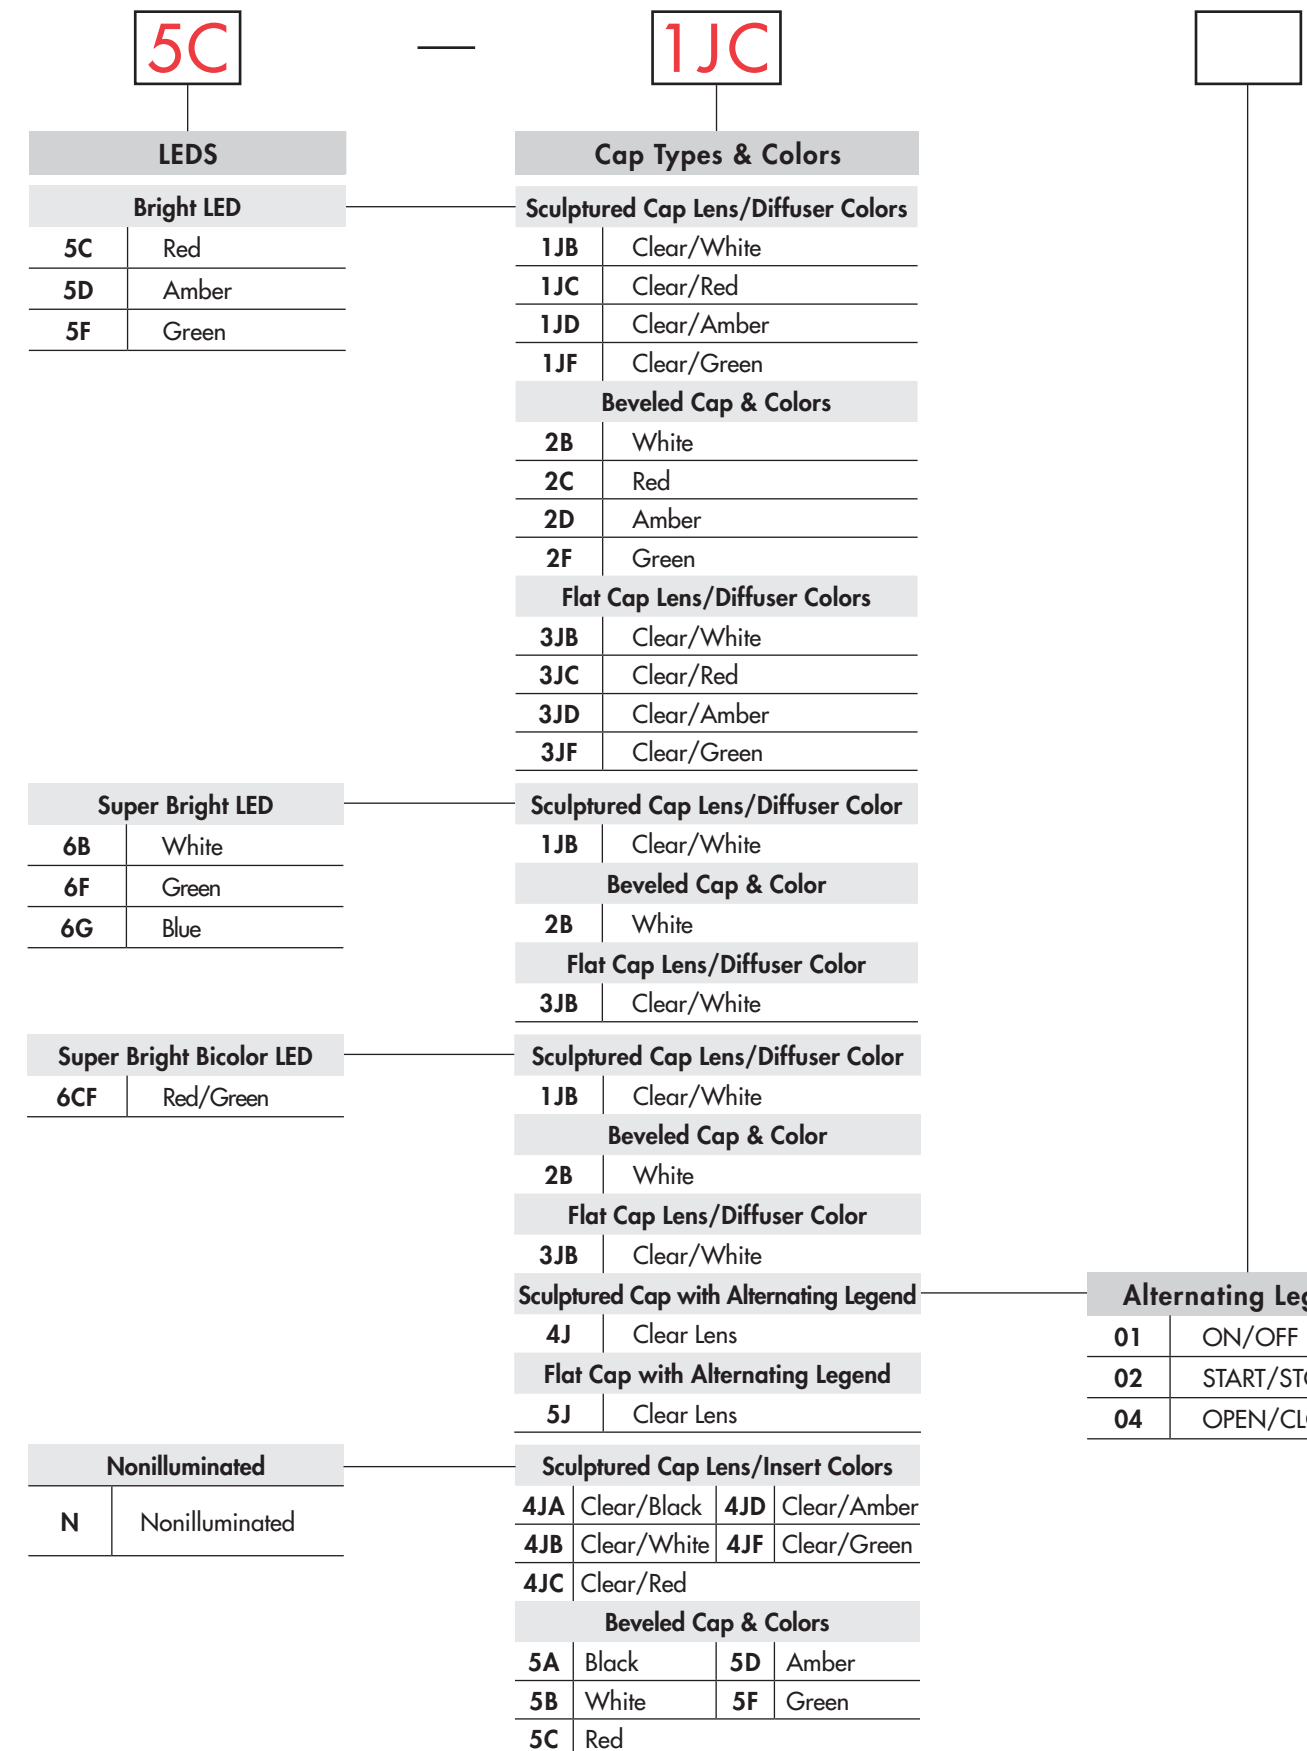 5C — 1JC
LEDS
Bright LED
5C Red
5D Amber
5F Green
Cap Types & Colors
Sculptured Cap Lens/Diffuser Colors
1JB Clear/White
1JC Clear/Red
1JD Clear/Amber
1JF Clear/Green
Beveled Cap & Colors
2B White
2C Red
2D Amber
2F Green
Flat Cap Lens/Diffuser Colors
3JB Clear/White
3JC Clear/Red
3JD Clear/Amber
3JF Clear/Green
Super Bright LED
6B White
6F Green
6G Blue
Sculptured Cap Lens/Diffuser Color
1JB Clear/White
Beveled Cap & Color
2B White
Flat Cap Lens/Diffuser Color
3JB Clear/White
Super Bright Bicolor LED
6CF Red/Green
Sculptured Cap Lens/Diffuser Color
1JB Clear/White
Beveled Cap & Color
2B White
Flat Cap Lens/Diffuser Color
3JB Clear/White
Sculptured Cap with Alternating Legend
4J Clear Lens
Flat Cap with Alternating Legend
5J Clear Lens
Alternating
01 ON/OFF
02
04
Nonilluminated
N Nonilluminated
Sculptured Cap Lens/Insert Colors
4JA Clear/Black 4JD Clear/Amber
4JB Clear/White 4JF Clear/Green
4JC Clear/Red
Beveled Cap & Colors
5A Black 5D Amber
5B White 5F Green
5C Red